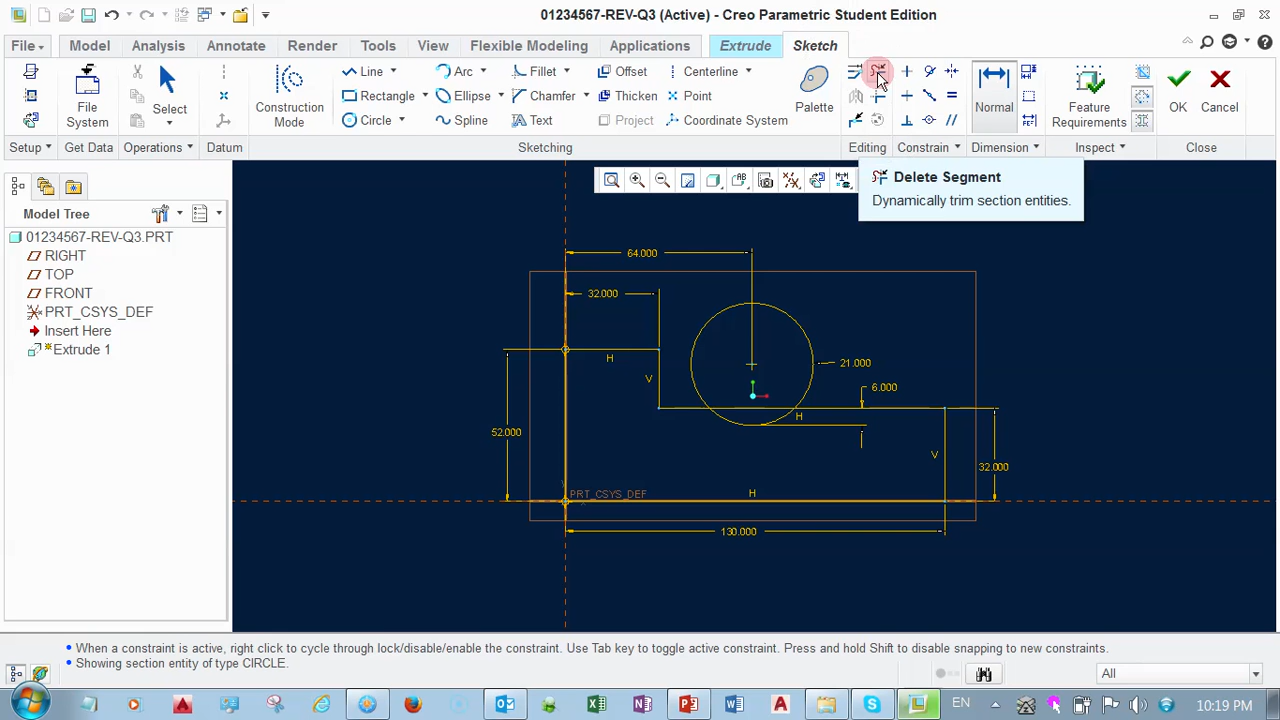 01234567-REV-Q3 (Active) - Creo Parametric Student Edition
File Model Analysis Annotate Render Tools View Flexible Modeling Applications Extrude Sketch
File System
Select
Construction Mode
Line
Rectangle
Circle
Arc
Ellipse
Spline
Fillet
Chamfer
Text
Offset
Thicken
Project
Centerline
Point
Coordinate System
Palette
Normal
Feature Requirements
OK
Cancel
Setup Get Data Operations Datum Sketching Editing Constrain Dimension Inspect Close
Delete Segment
Dynamically trim section entities.
Model Tree
01234567-REV-Q3.PRT
RIGHT
TOP
FRONT
PRT_CSYS_DEF
Insert Here
Extrude 1
64.000
32.000
H
V
21.000
6.000
H
52.000
V
32.000
PRT_CSYS_DEF
H
130.000
When a constraint is active, right click to cycle through lock/disable/enable the constraint. Use Tab key to toggle active constraint. Press and hold Shift to disable snapping to new constraints.
Showing section entity of type CIRCLE.
All
EN
10:19 PM